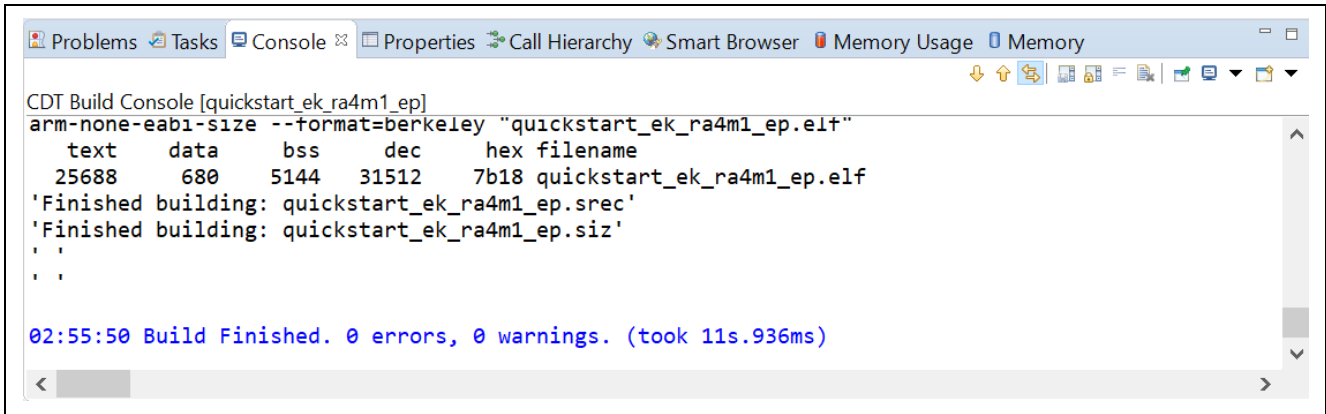 Problems Tasks Console Properties Call Hierarchy Smart Browser Memory Usage Memory
CDT Build Console [quickstart_ek_ra4m1_ep]
arm-none-eabi-size --format=berkeley "quickstart_ek_ra4m1_ep.elf"
   text    data     bss     dec     hex filename
  25688     680    5144   31512    7b18 quickstart_ek_ra4m1_ep.elf
'Finished building: quickstart_ek_ra4m1_ep.srec'
'Finished building: quickstart_ek_ra4m1_ep.siz'
' '
' '
02:55:50 Build Finished. 0 errors, 0 warnings. (took 11s.936ms)